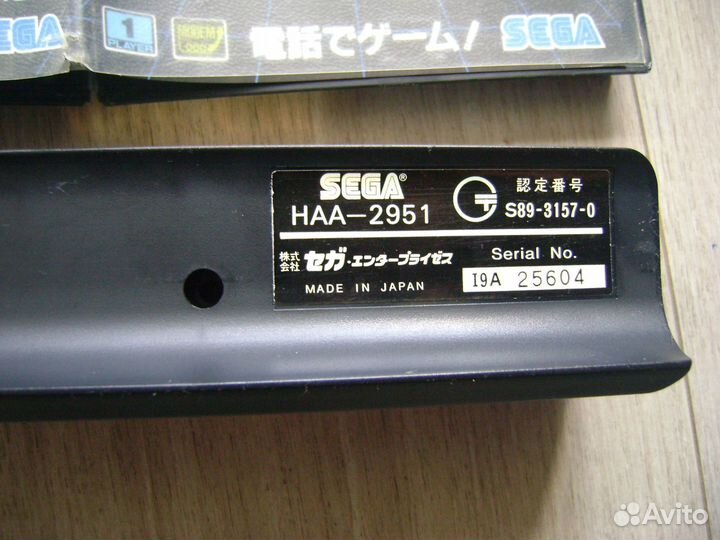 SEGA
1
PLAYER
MODEM
電話でゲーム!
SEGA
SEGA®
HAA-2951
認定番号
S89-3157-0
株式会社 セガ・エンタープライゼス
MADE IN JAPAN
Serial No.
I9A 25604
Avito